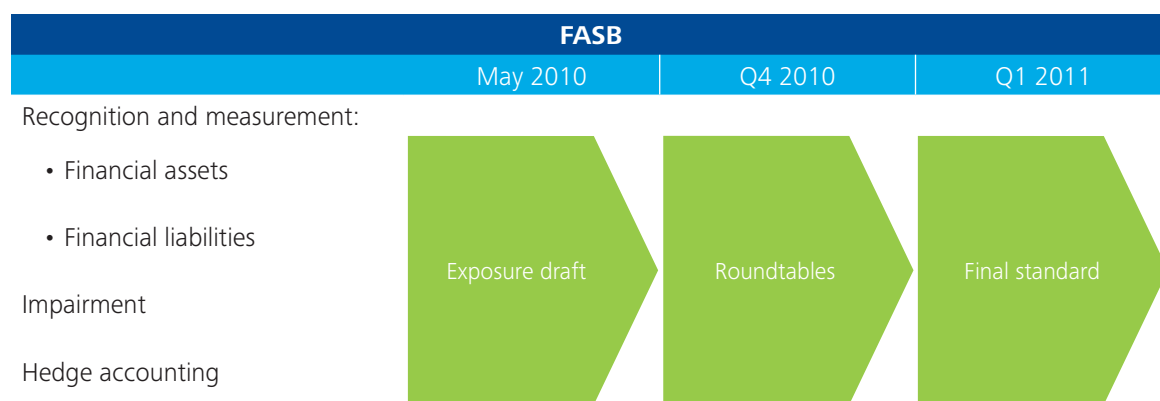 FASB
May 2010 Q4 2010 Q1 2011
Recognition and measurement:
• Financial assets
• Financial liabilities
Exposure draft Roundtables Final standard
Impairment
Hedge accounting